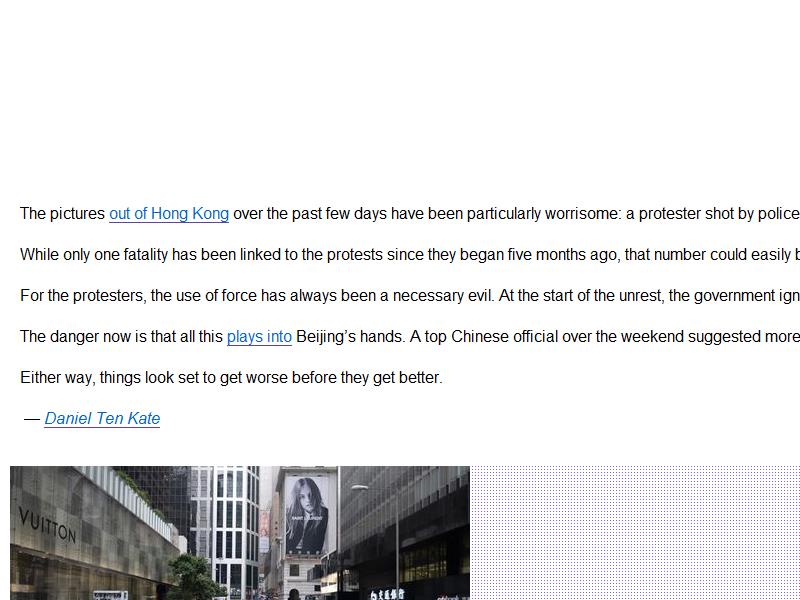 The pictures out of Hong Kong over the past few days have been particularly worrisome: a protester shot by police
While only one fatality has been linked to the protests since they began five months ago, that number could easily b
For the protesters, the use of force has always been a necessary evil. At the start of the unrest, the government ign
The danger now is that all this plays into Beijing’s hands. A top Chinese official over the weekend suggested more
Either way, things look set to get worse before they get better.
— Daniel Ten Kate
VUITTON
SAINT LAURENT
交通銀行